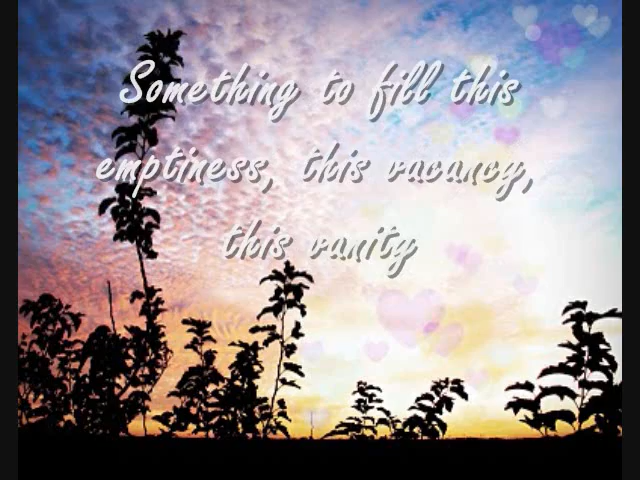 Something to fill this
emptiness, this vacancy,
this vanity